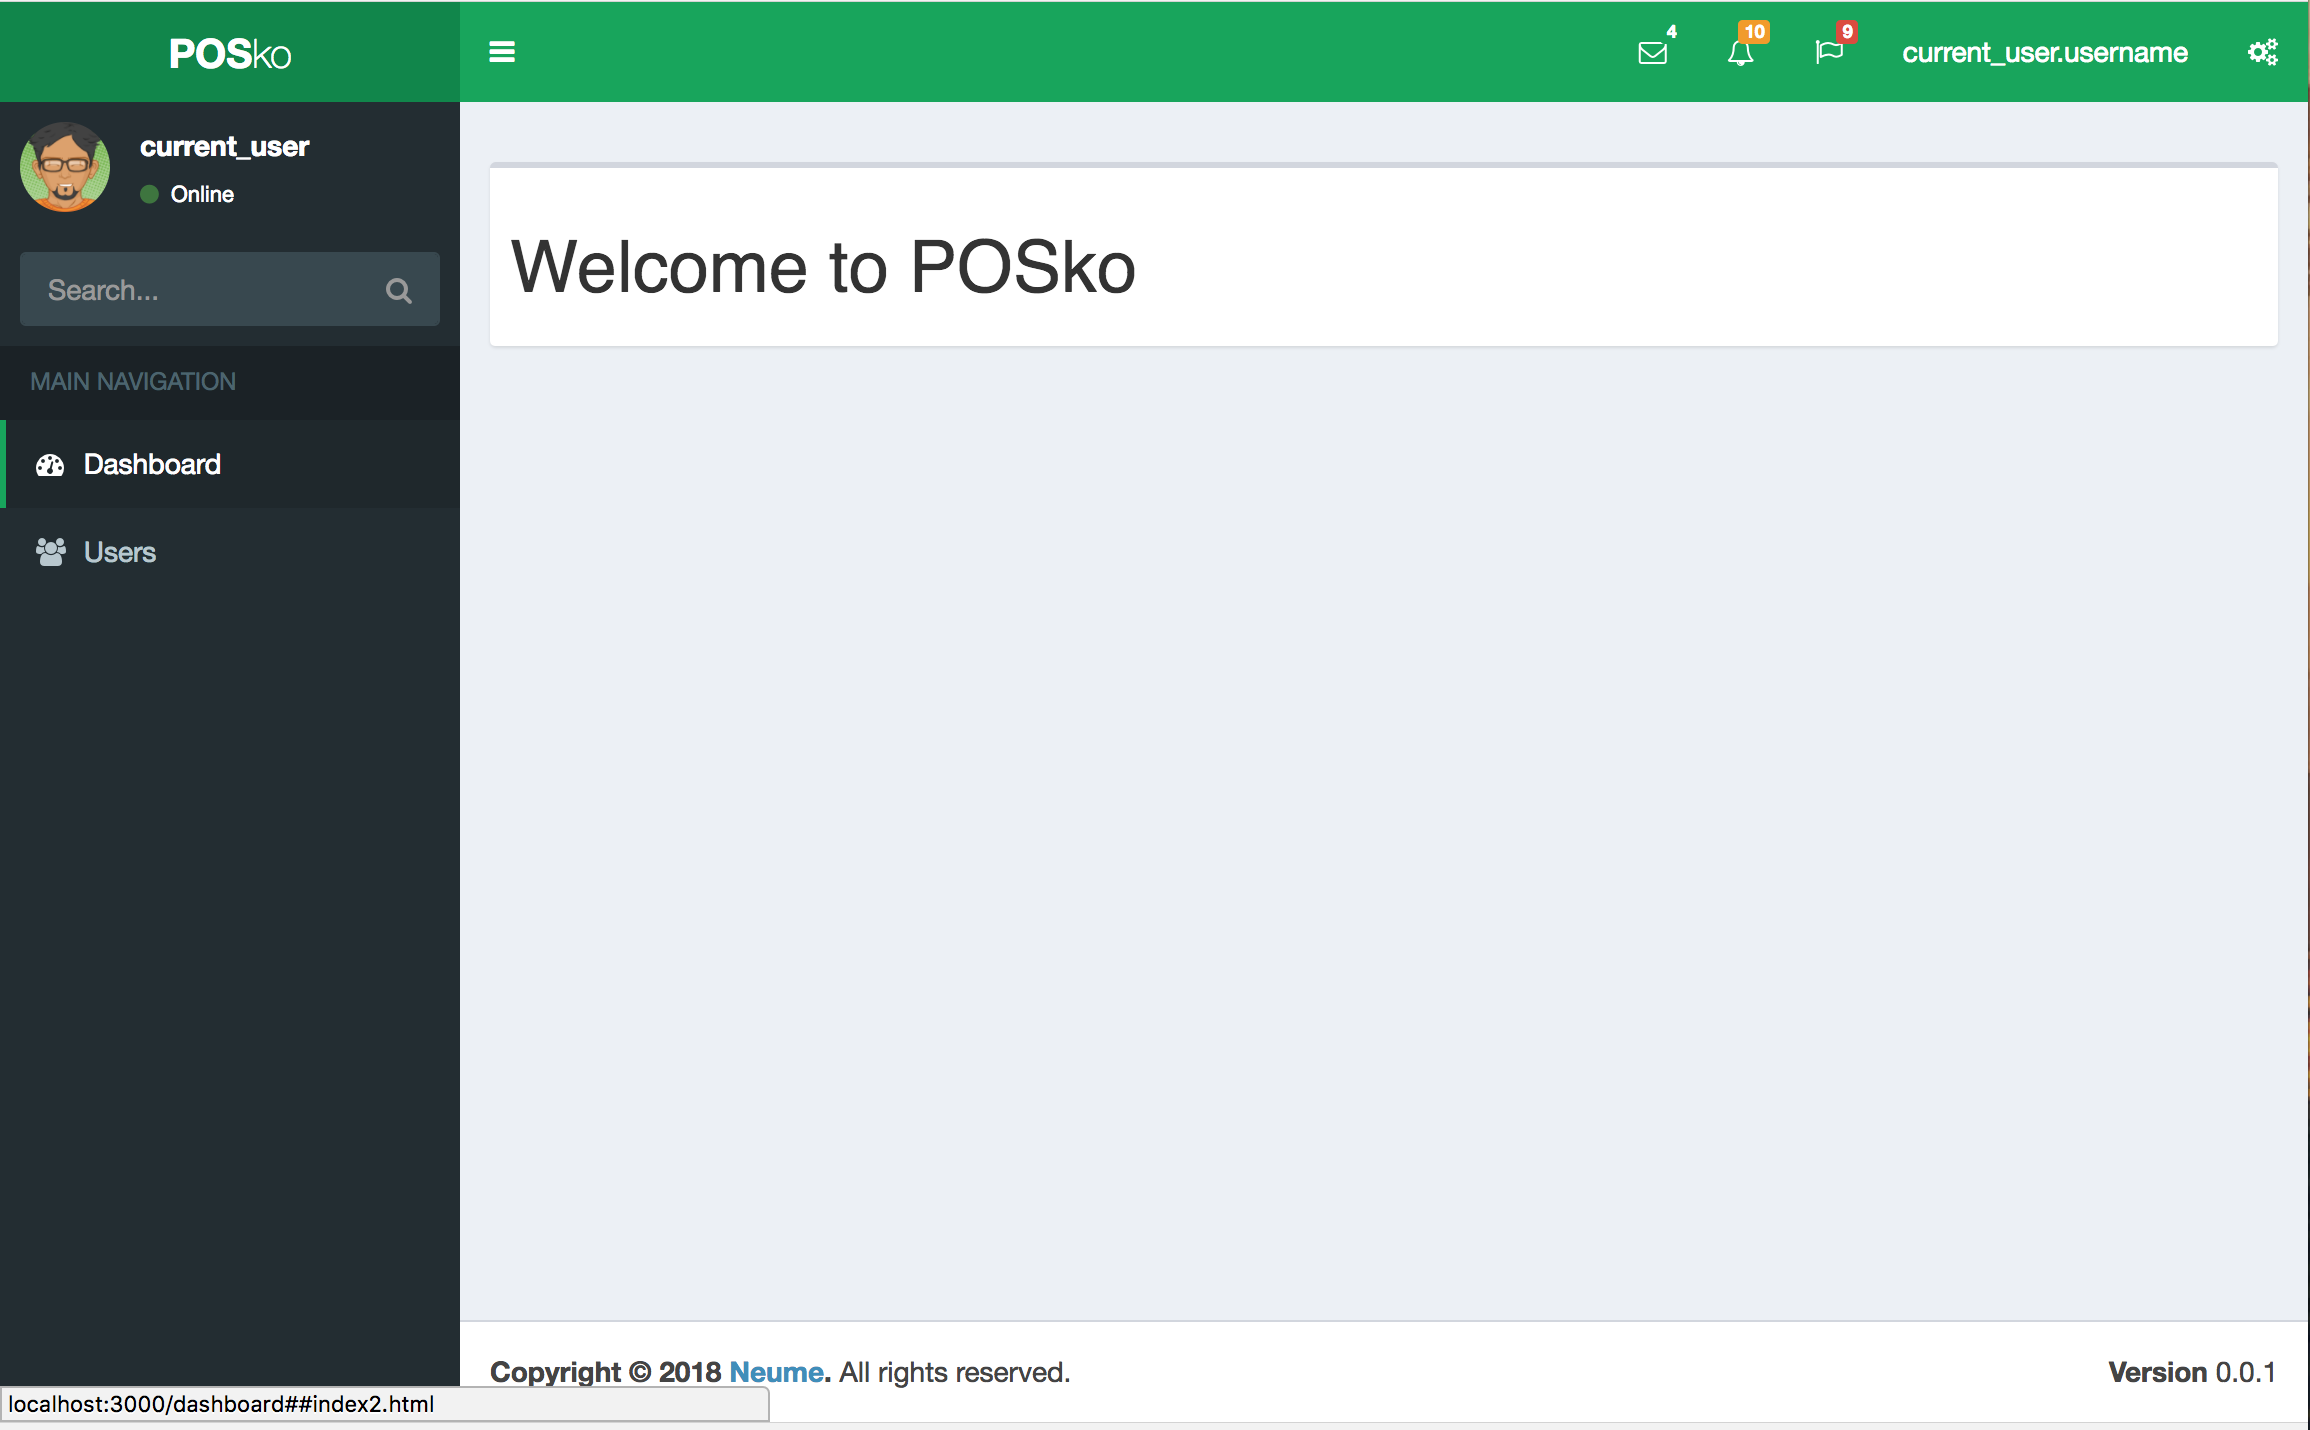 POSko
4
10
9
current_user.username
current_user
Online
Search...
MAIN NAVIGATION
Dashboard
Users
Welcome to POSko
Copyright © 2018 Neume. All rights reserved.
Version 0.0.1
localhost:3000/dashboard##index2.html